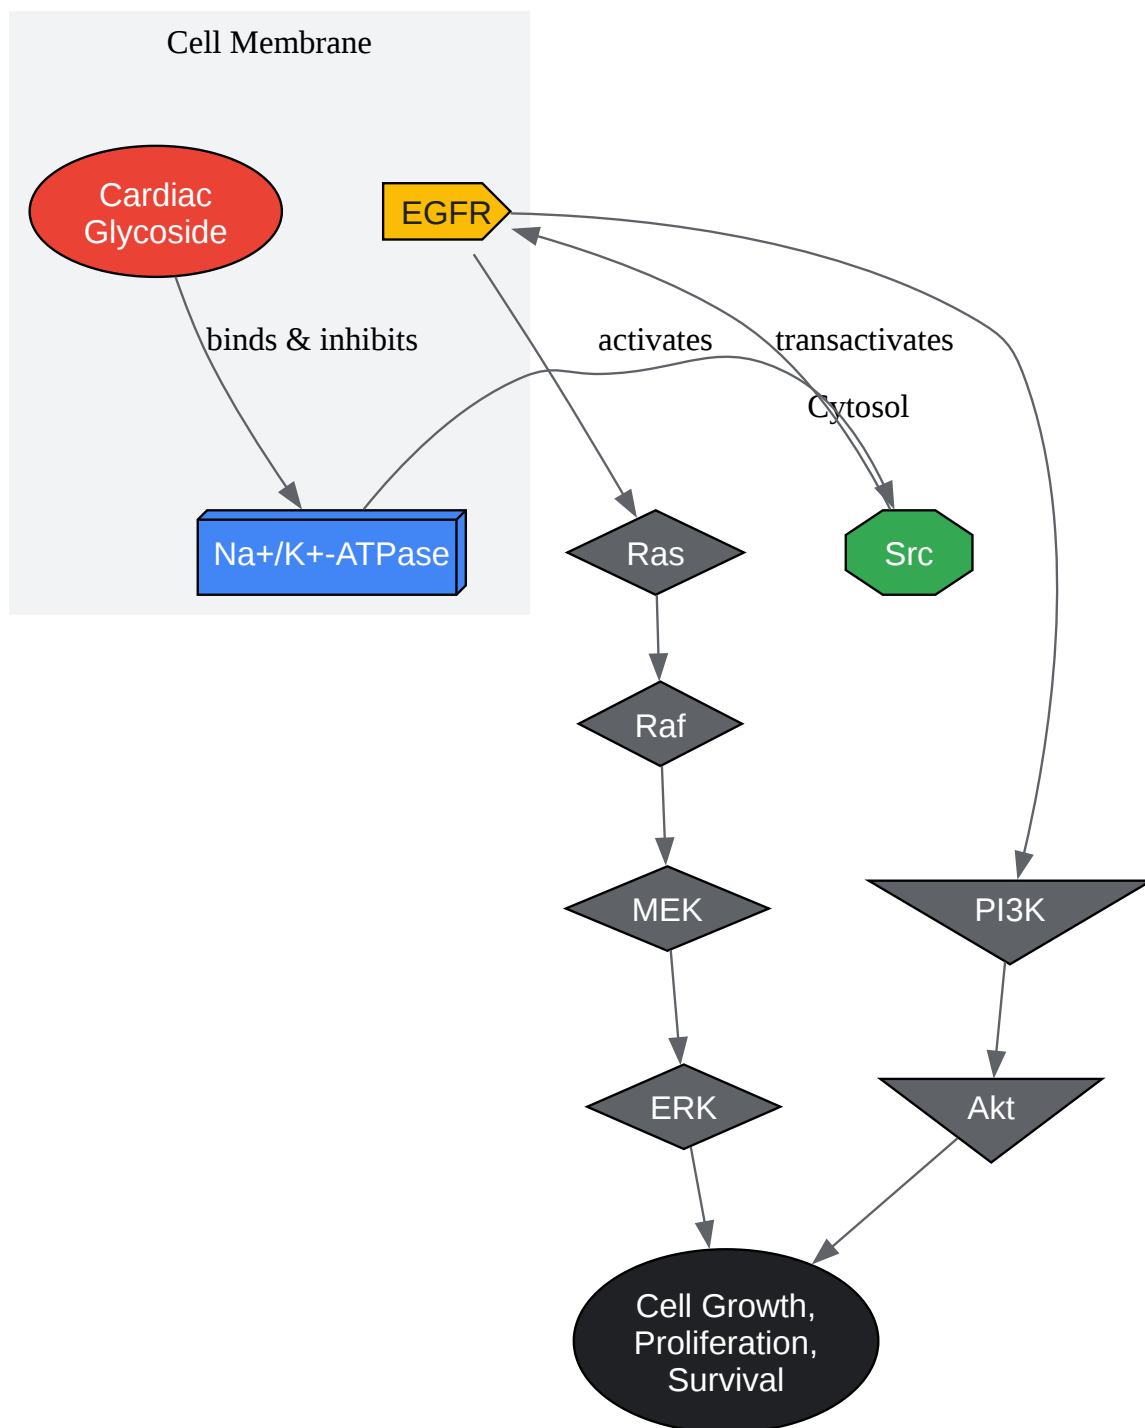 Cell Membrane
Cardiac
Glycoside
EGFR
binds & inhibits
activates
transactivates
Cytosol
Na+/K+-ATPase
Ras
Src
Raf
MEK
PI3K
ERK
Akt
Cell Growth,
Proliferation,
Survival